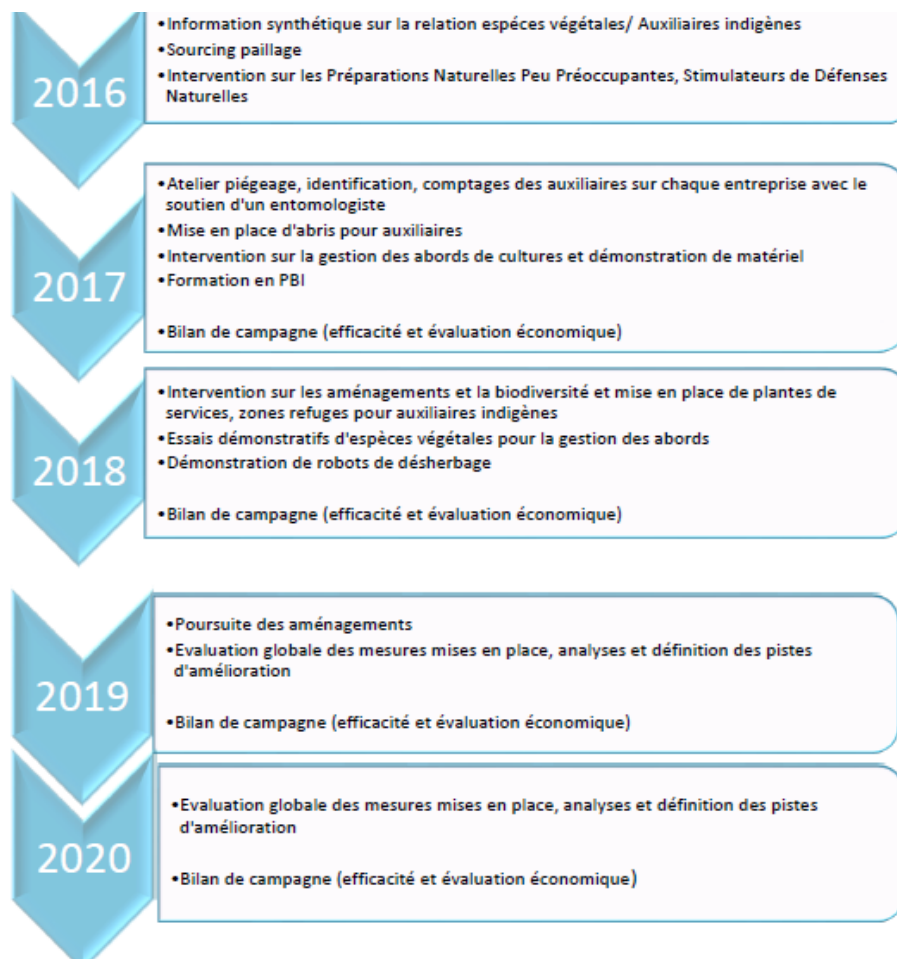 •Information synthétique sur la relation espéces végétales/ Auxiliaires indigènes
•Sourcing paillage
•Intervention sur les Préparations Naturelles Peu Préoccupantes, Stimulateurs de Défenses
Naturelles
2016
•Atelier piégeage, identification, comptages des auxiliaires sur chaque entreprise avec le
soutien d'un entomologiste
•Mise en place d'abris pour auxiliaires
•Intervention sur la gestion des abords de cultures et démonstration de matériel
•Formation en PBI
•Bilan de campagne (efficacité et évaluation économique)
2017
•Intervention sur les aménagements et la biodiversité et mise en place de plantes de
services, zones refuges pour auxiliaires indigènes
•Essais démonstratifs d'espèces végétales pour la gestion des abords
•Démonstration de robots de désherbage
•Bilan de campagne (efficacité et évaluation économique)
2018
•Poursuite des aménagements
•Evaluation globale des mesures mises en place, analyses et définition des pistes
d'amélioration
•Bilan de campagne (efficacité et évaluation économique)
2019
•Evaluation globale des mesures mises en place, analyses et définition des pistes
d'amélioration
•Bilan de campagne (efficacité et évaluation économique)
2020